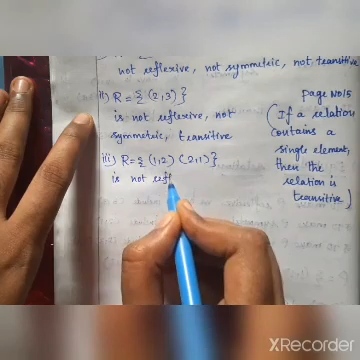 not reflexive, not symmetric, not transitive
ii) R = { (2,3) }
is not reflexive, not
symmetric, transitive
iii) R = { (1,2) (2,1) }
is not ref
Page No 15
(If a relation
contains a
single element,
then the
relation is
transitive)
XRecorder